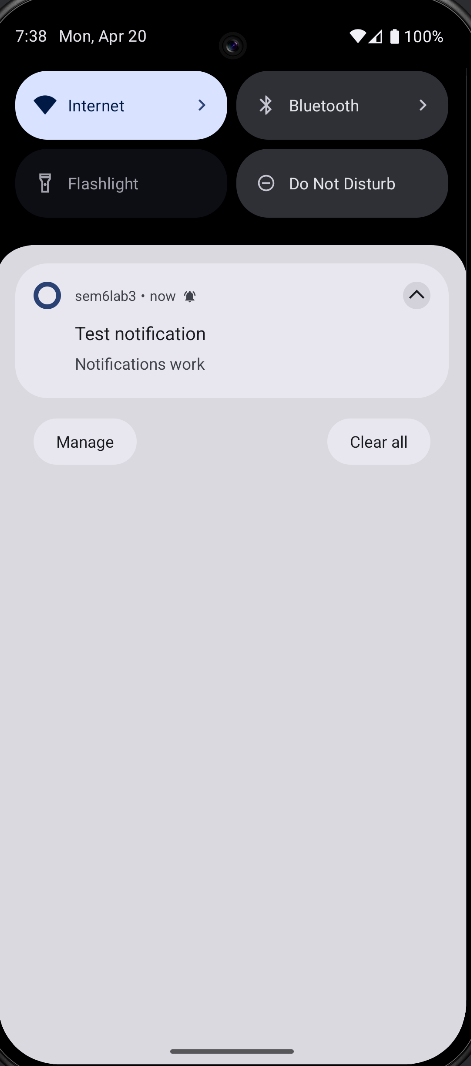 7:38 Mon, Apr 20 100%
Internet Bluetooth
Flashlight Do Not Disturb
sem6lab3 • now
Test notification
Notifications work
Manage Clear all